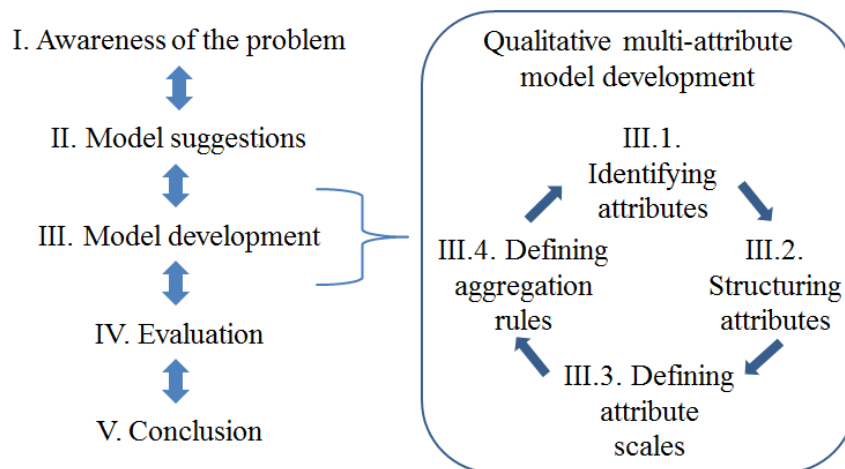 I. Awareness of the problem
II. Model suggestions
III. Model development
IV. Evaluation
V. Conclusion
Qualitative multi-attribute
model development
III.1.
Identifying
attributes
III.2.
Structuring
attributes
III.3. Defining
attribute
scales
III.4. Defining
aggregation
rules